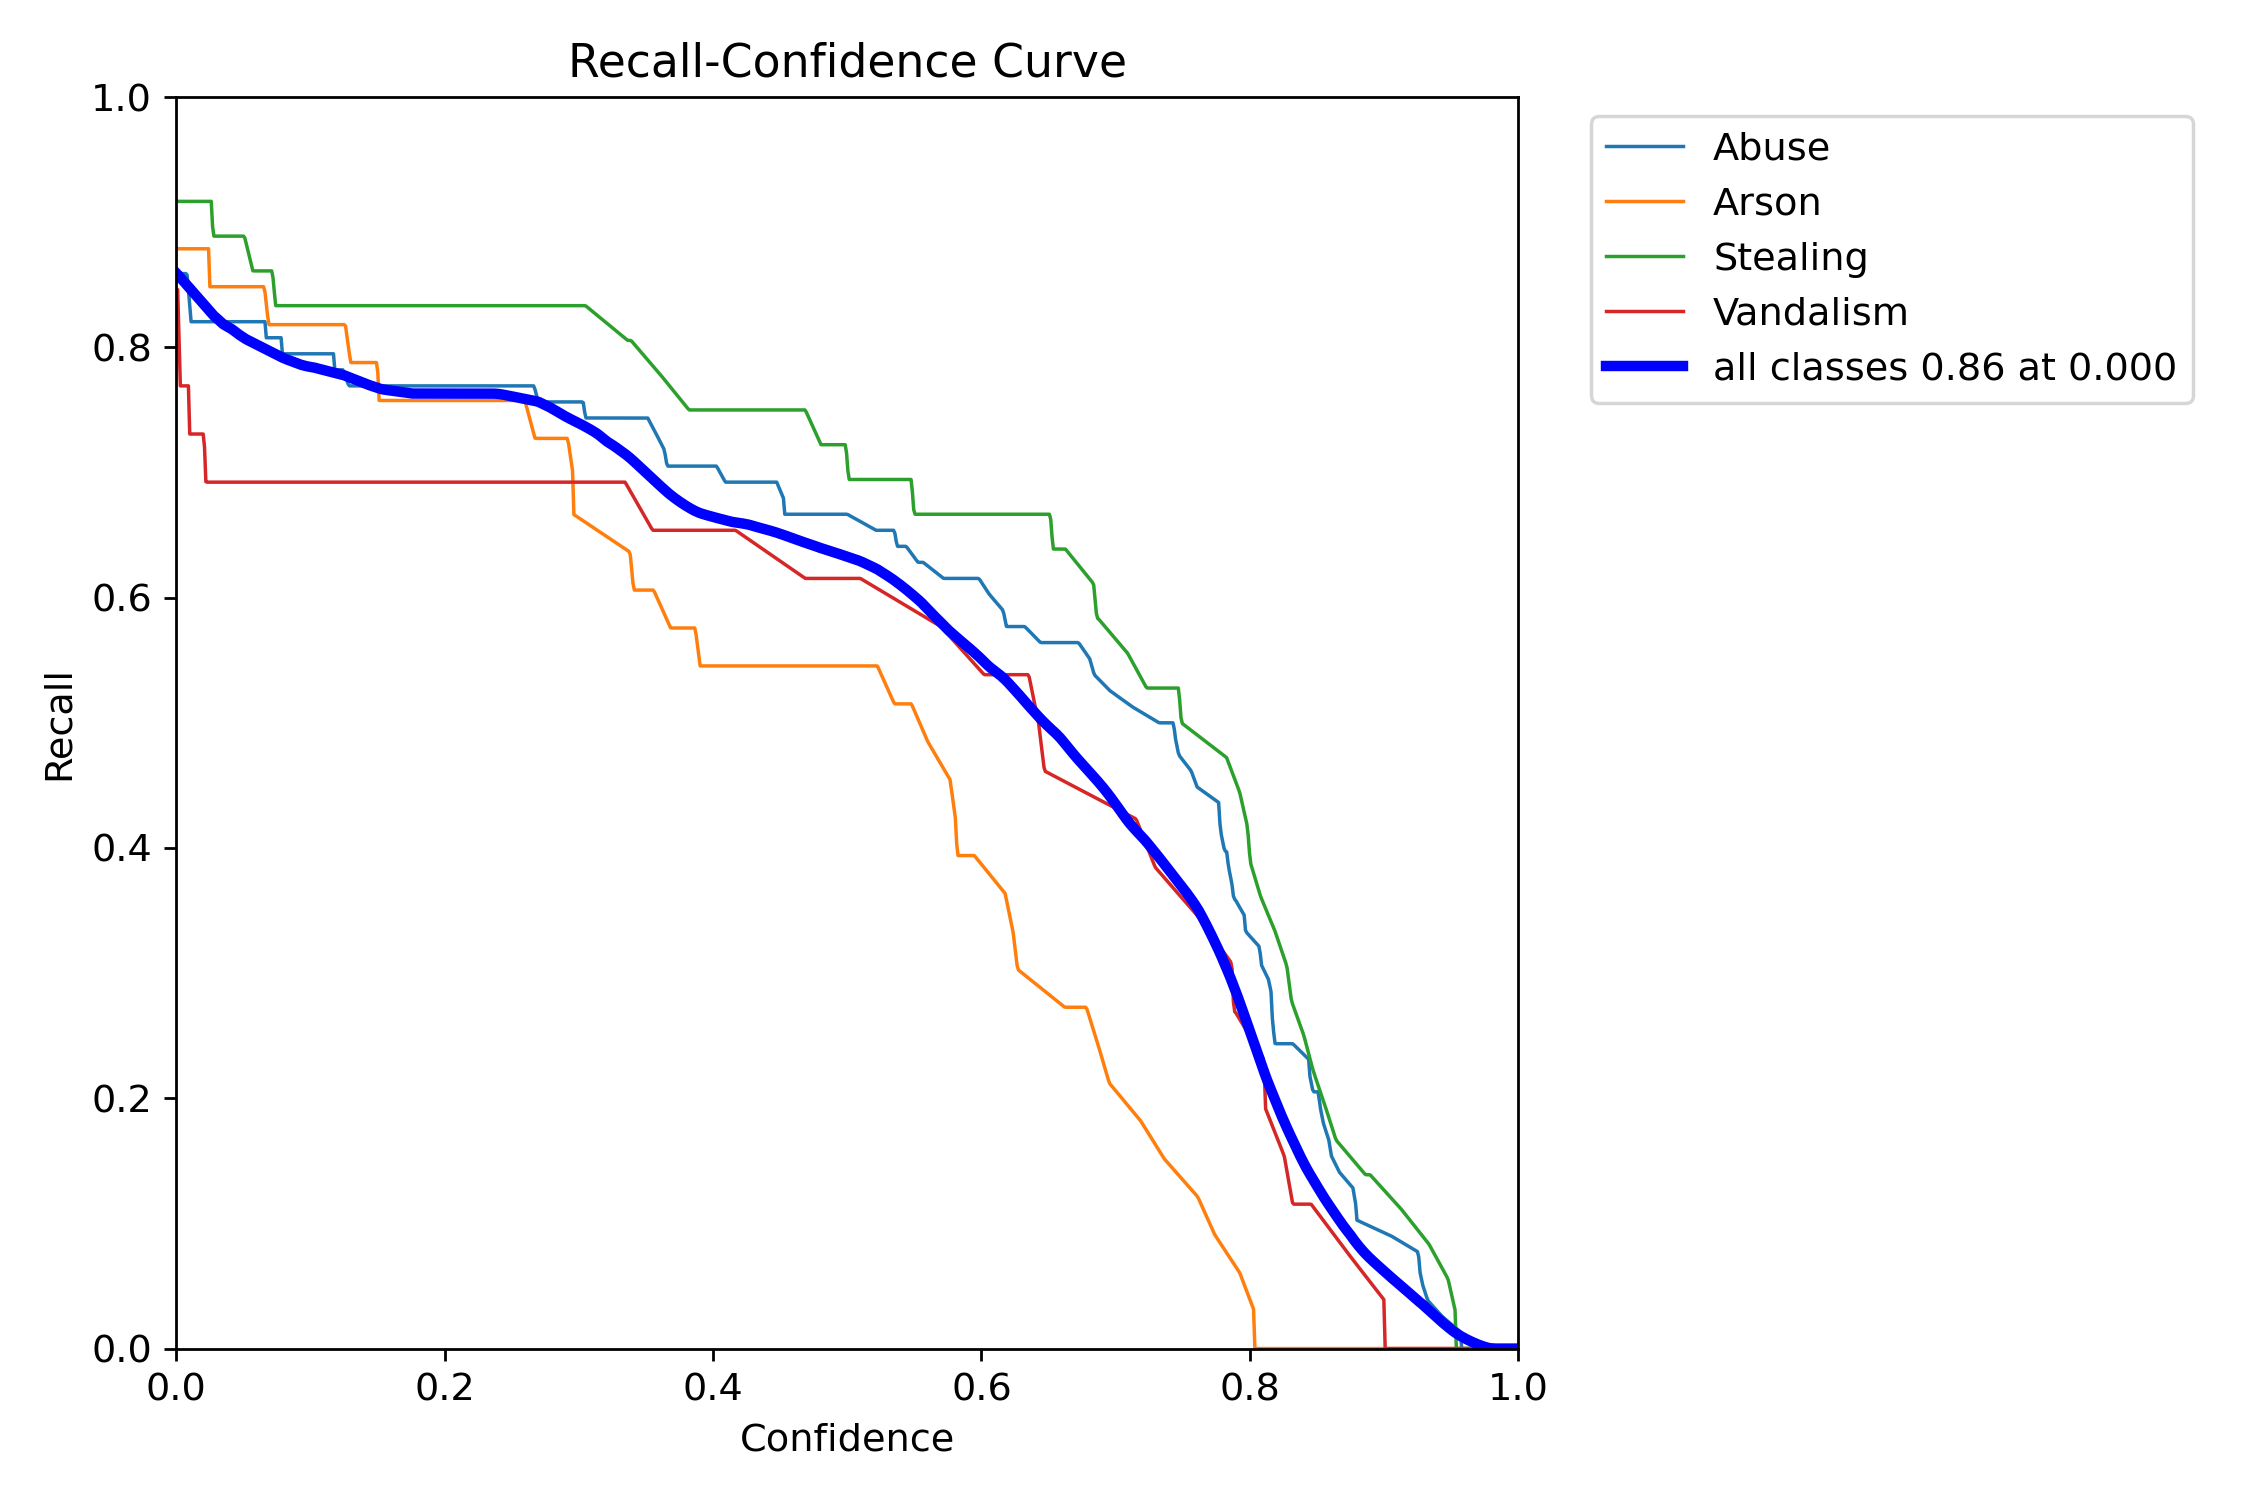 Recall-Confidence Curve
1.0
0.8
0.6
0.4
0.2
0.0
Recall
0.0 0.2 0.4 0.6 0.8 1.0
Confidence
Abuse
Arson
Stealing
Vandalism
all classes 0.86 at 0.000